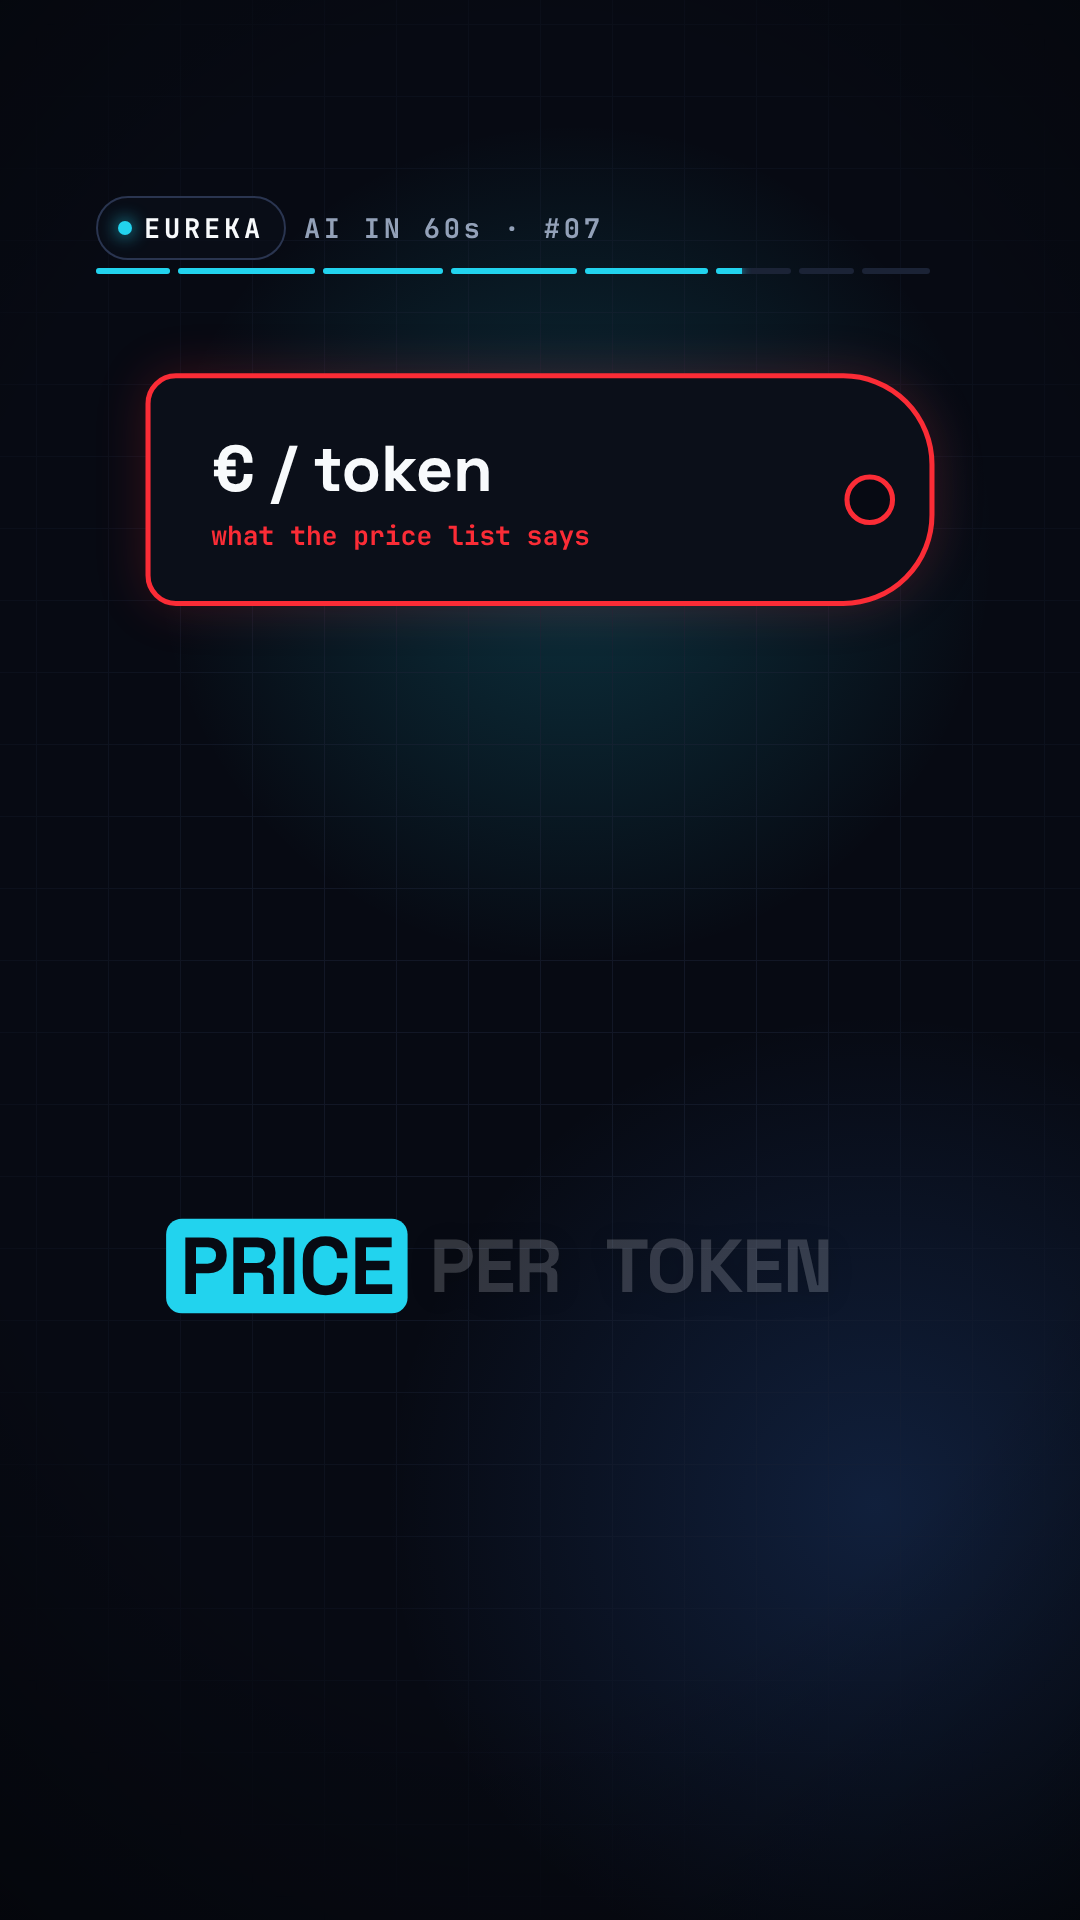 EUREKA AI IN 60s · #07
€ / token
what the price list says
PRICE PER TOKEN